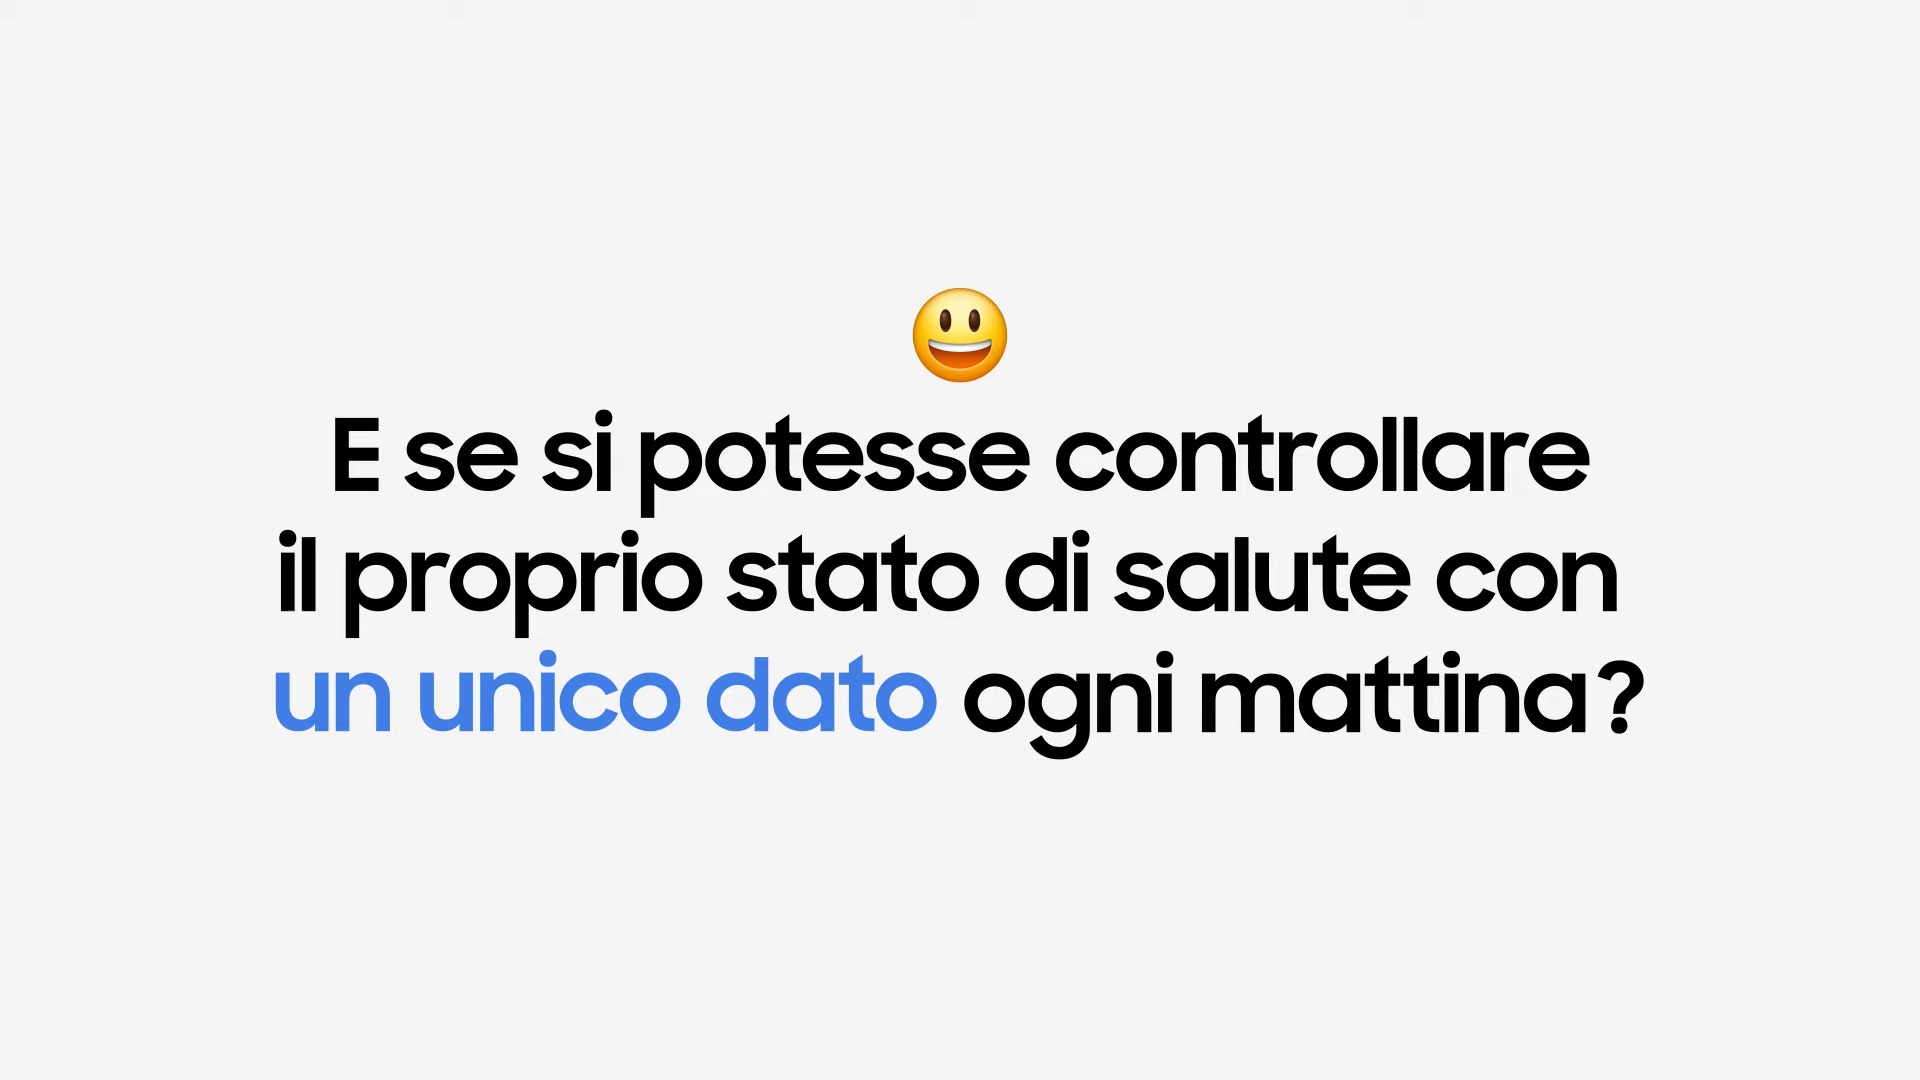 E se si potesse controllare
il proprio stato di salute con
un unico dato ogni mattina?